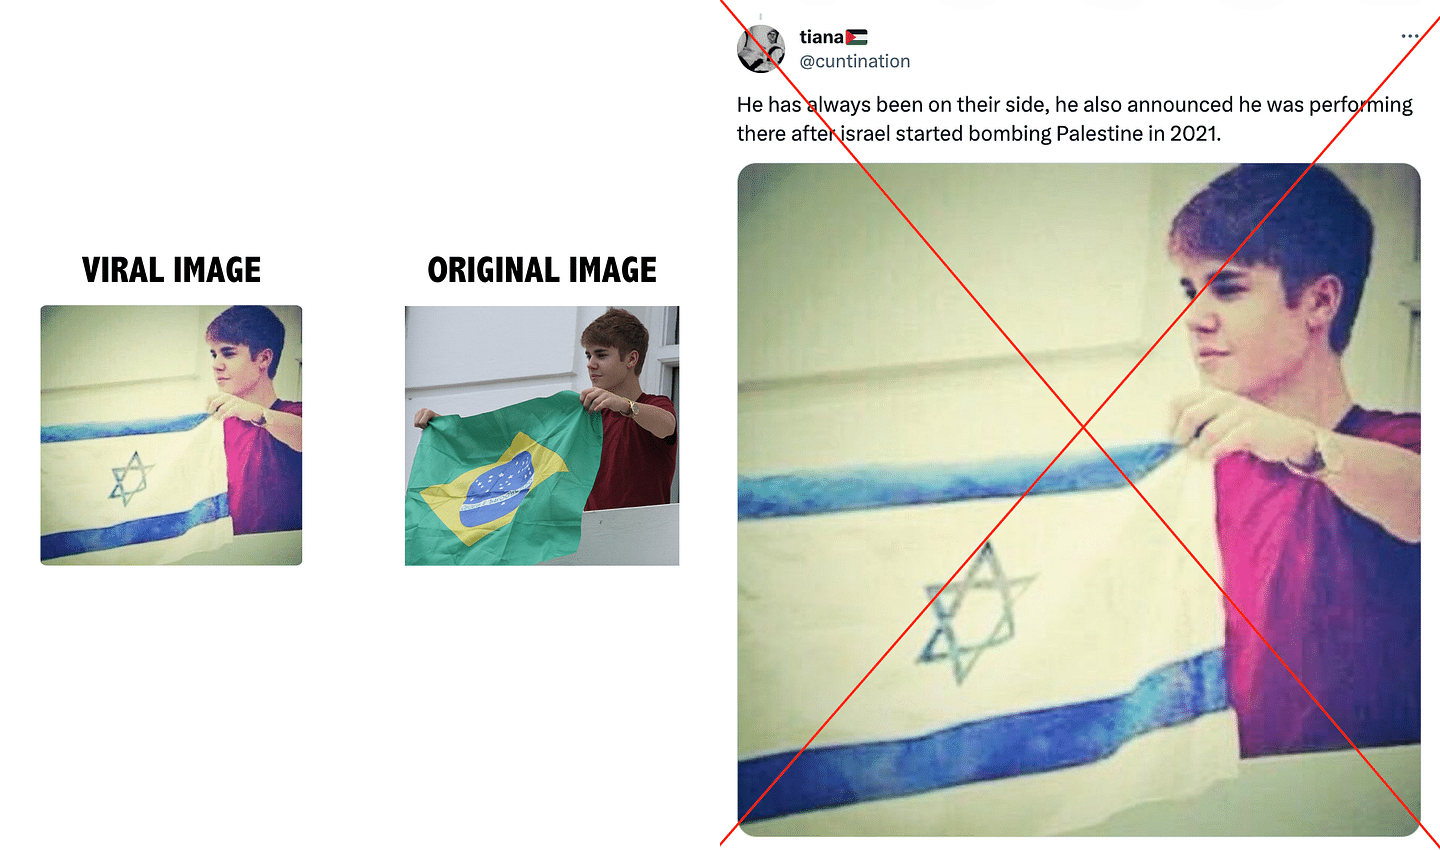 VIRAL IMAGE
ORIGINAL IMAGE
tiana🇵🇸
@cuntination
He has always been on their side, he also announced he was performing
there after israel started bombing Palestine in 2021.